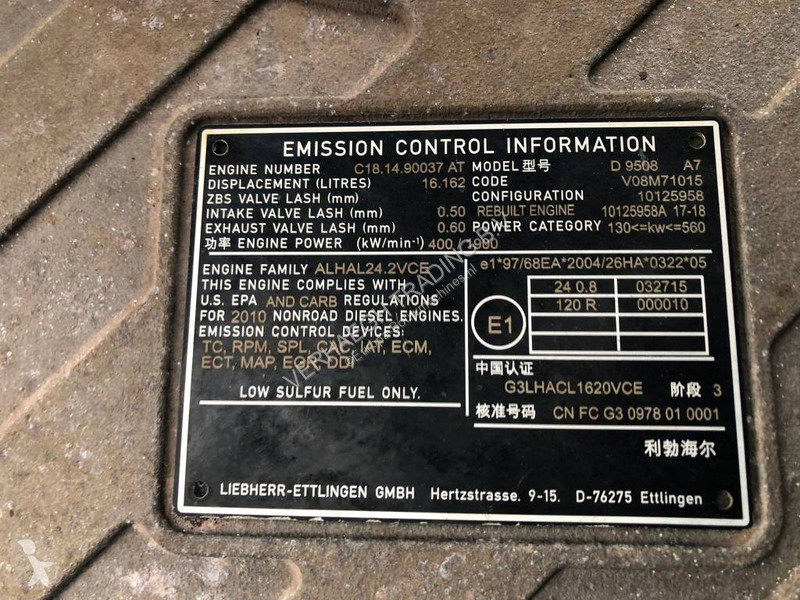 EMISSION CONTROL INFORMATION
ENGINE NUMBER C18.14.90037 AT MODEL 型号 D 9508 A7
DISPLACEMENT (LITRES) 16.162 CODE V08M71015
ZBS VALVE LASH (mm) CONFIGURATION 10125958
INTAKE VALVE LASH (mm) 0.50 REBUILT ENGINE 10125958A 17-18
EXHAUST VALVE LASH (mm) 0.60 POWER CATEGORY 130<=kw<=560
功率 ENGINE POWER (kW/min-¹) 400
ENGINE FAMILY ALHAL24.2VCE e1*97/68EA*2004/26HA*0322*05
THIS ENGINE COMPLIES WITH 24 0.8 032715
U.S. EPA AND CARB REGULATIONS 120 R 000010
FOR 2010 NONROAD DIESEL ENGINES. E1
EMISSION CONTROL DEVICES:
TC, RPM, SPL, CAC, IAT, ECM,
ECT, MAP, EGR, DDI
中国认证
G3LHACL1620VCE 阶段 3
LOW SULFUR FUEL ONLY. 核准号码 CN FC G3 0978 01 0001
利勃海尔
LIEBHERR-ETTLINGEN GMBH Hertzstrasse. 9-15. D-76275 Ettlingen